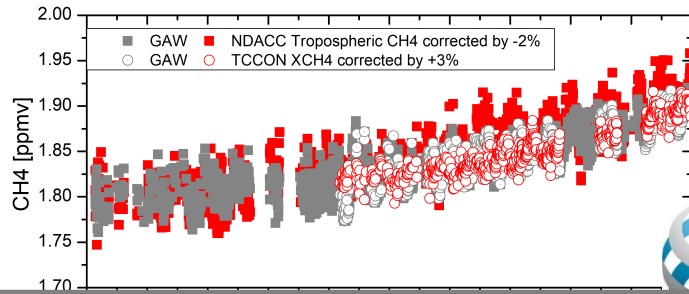 2.00
1.95
GAW NDACC Tropospheric CH4 corrected by -2%
GAW TCCON XCH4 corrected by +3%
1.90
1.85
1.80
1.75
1.70
CH4 [ppmv]